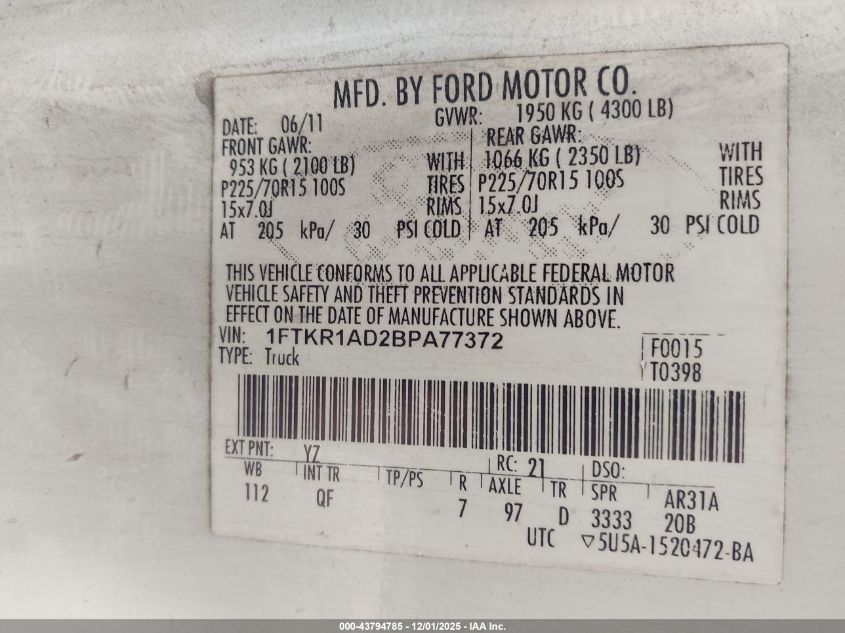 MFD. BY FORD MOTOR CO.
DATE: 06/11 GVWR: 1950 KG ( 4300 LB)
FRONT GAWR: REAR GAWR:
953 KG ( 2100 LB) WITH 1066 KG ( 2350 LB) WITH
P225/70R15 100S TIRES P225/70R15 100S TIRES
15x7.0J RIMS 15x7.0J RIMS
AT 205 kPa/ 30 PSI COLD AT 205 kPa/ 30 PSI COLD
THIS VEHICLE CONFORMS TO ALL APPLICABLE FEDERAL MOTOR
VEHICLE SAFETY AND THEFT PREVENTION STANDARDS IN
EFFECT ON THE DATE OF MANUFACTURE SHOWN ABOVE.
VIN: 1FTKR1AD2BPA77372 F0015
TYPE: Truck T0398
EXT PNT: YZ RC: 21 DSO:
WB INT TR TP/PS R AXLE TR SPR AR31A
112 QF 7 97 D 3333 20B
UTC ▽5U5A-1520472-BA
000-43794785 - 12/01/2025 - IAA Inc.